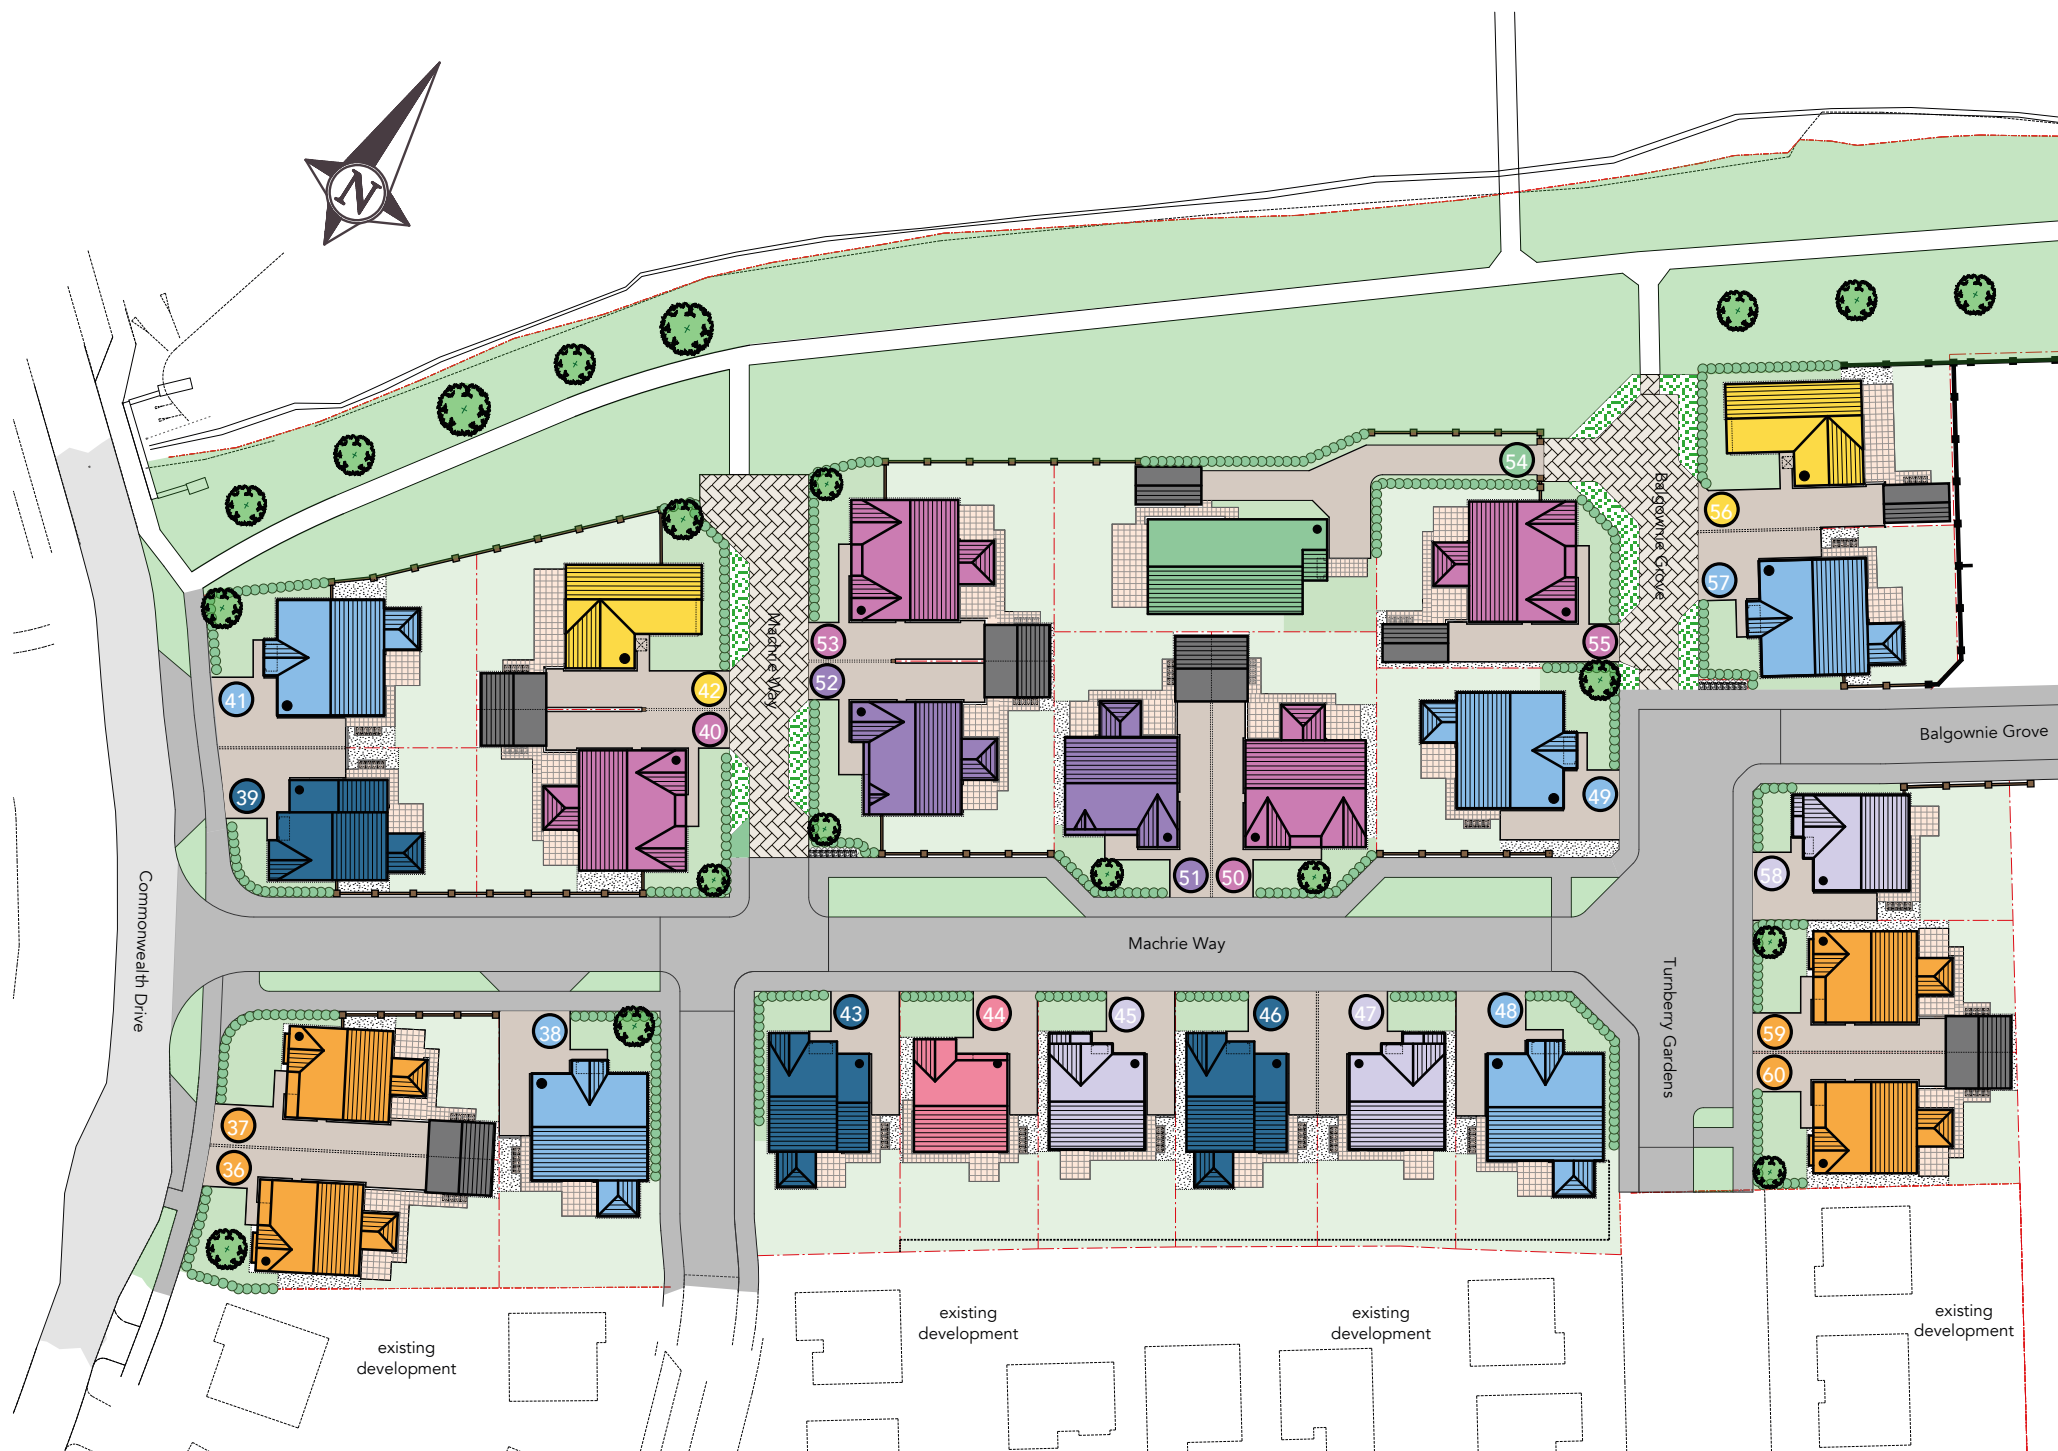 N
54
56
Balgownie Grove
57
53
55
52
41
42
Machrie Way
40
Balgownie Grove
39
49
58
51
50
Commonwealth Drive
Machrie Way
Turnberry Gardens
43
44
45
46
47
48
38
59
60
37
36
existing
development
existing
development
existing
development
existing
development